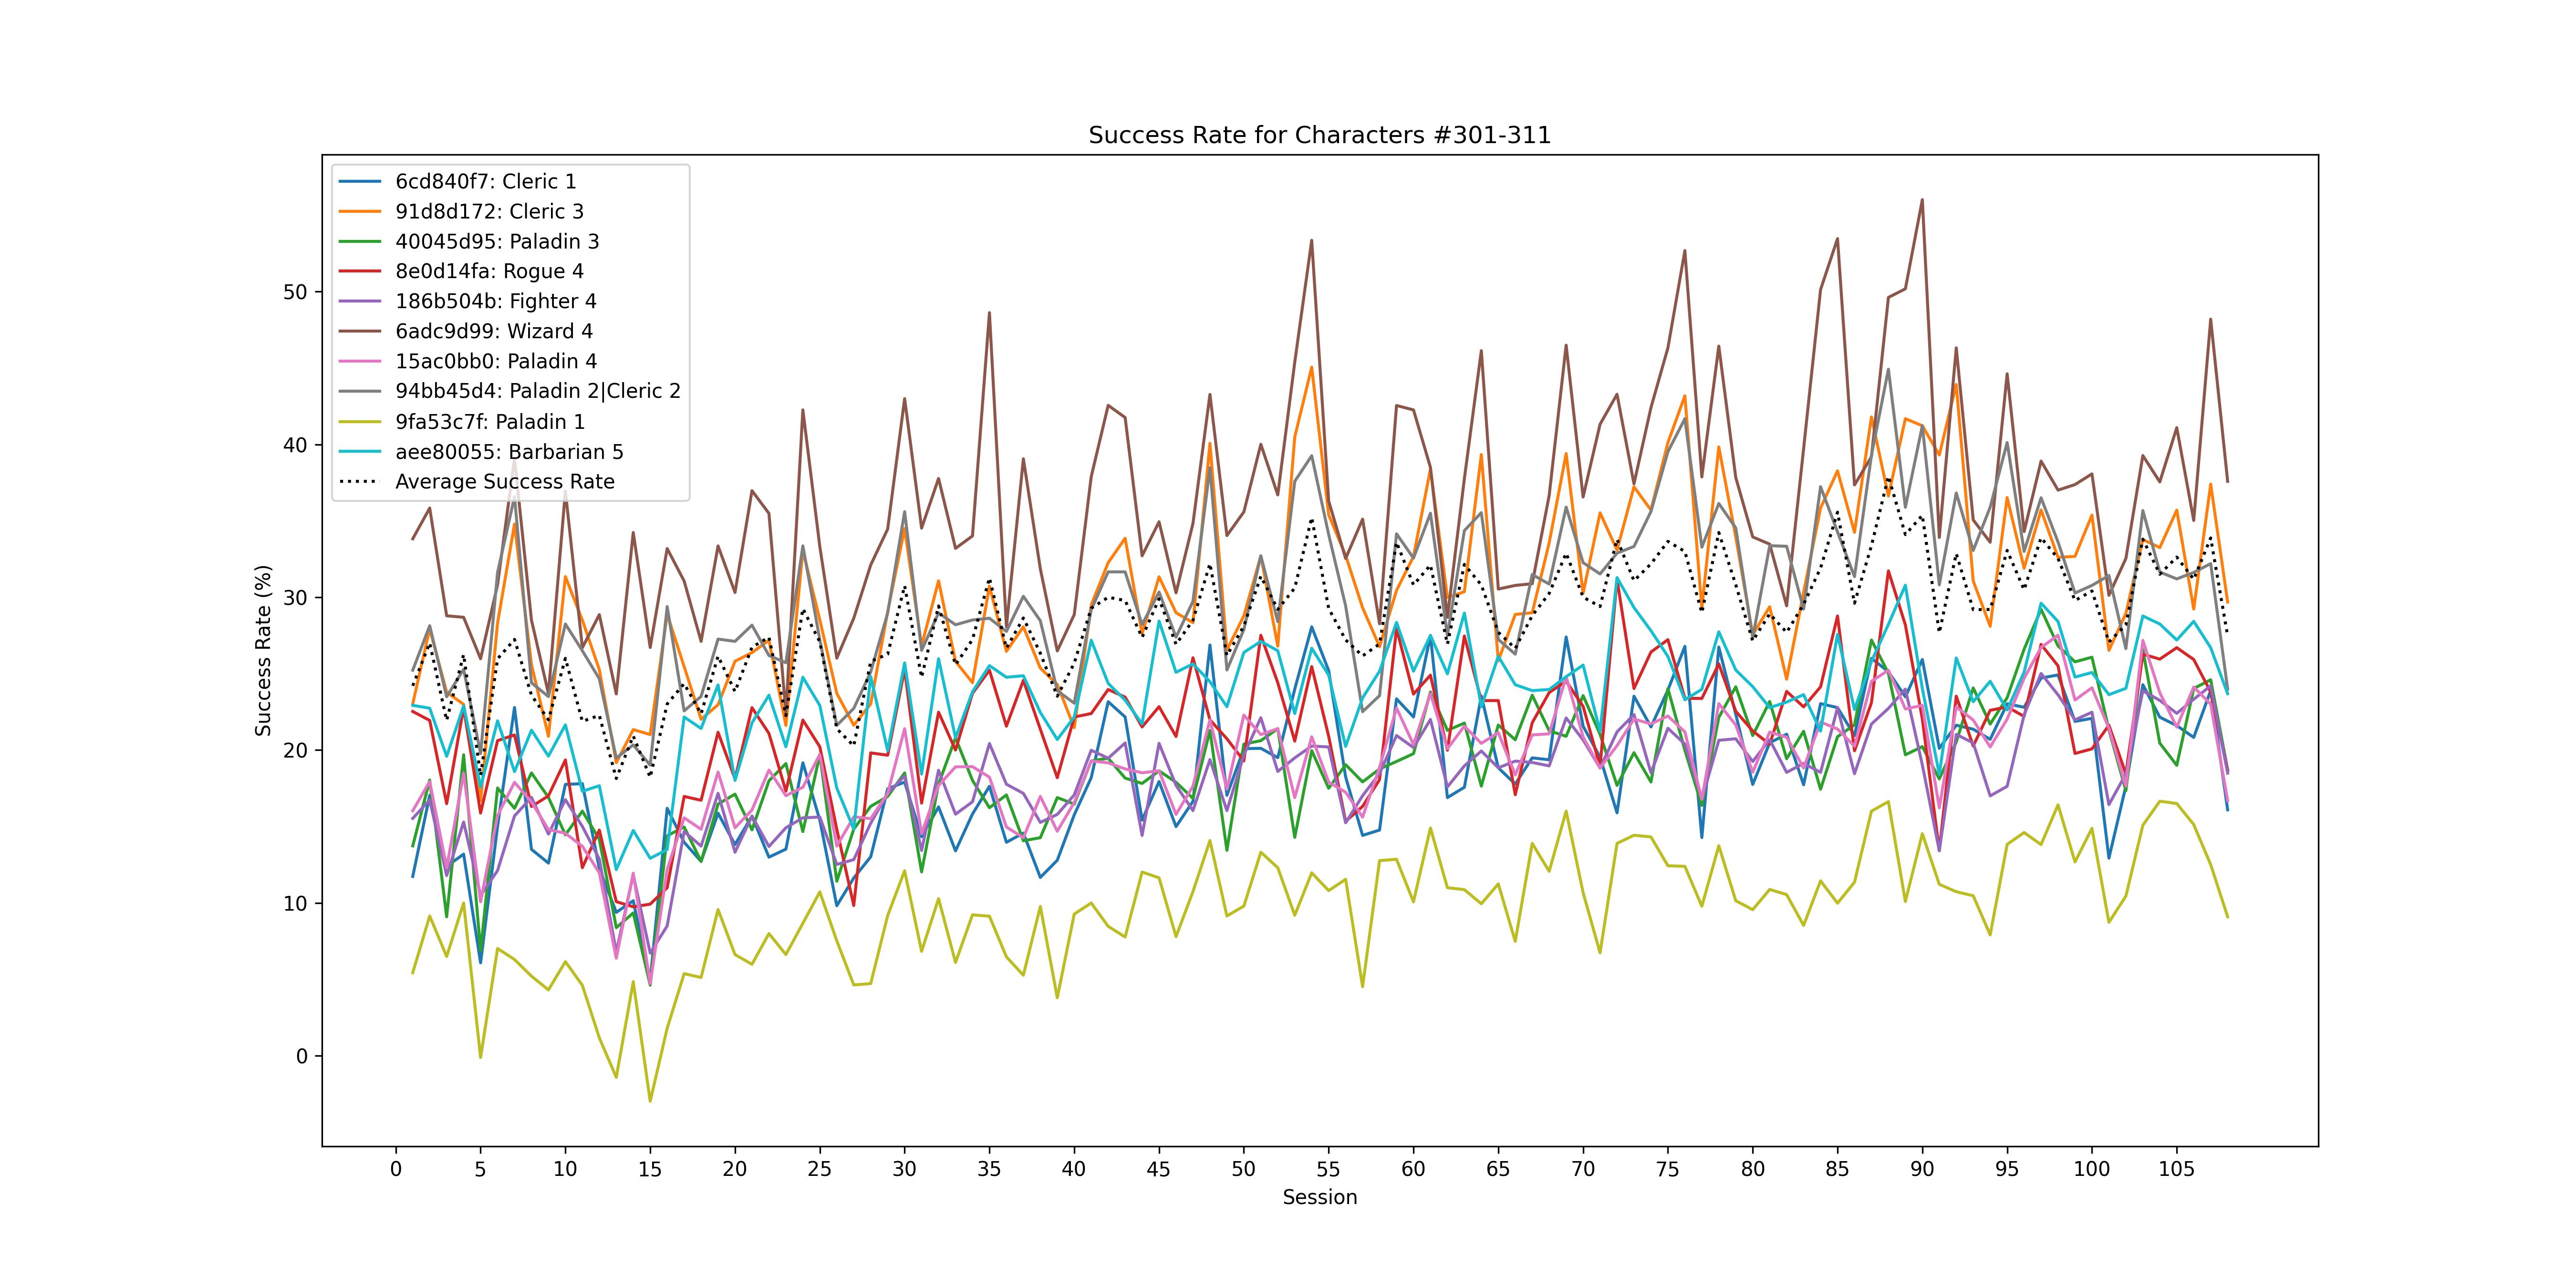 Success Rate for Characters #301-311
6cd840f7: Cleric 1
91d8d172: Cleric 3
40045d95: Paladin 3
8e0d14fa: Rogue 4
186b504b: Fighter 4
6adc9d99: Wizard 4
15ac0bb0: Paladin 4
94bb45d4: Paladin 2|Cleric 2
9fa53c7f: Paladin 1
aee80055: Barbarian 5
Average Success Rate
Success Rate (%)
50
40
30
20
10
0
0 5 10 15 20 25 30 35 40 45 50 55 60 65 70 75 80 85 90 95 100 105
Session